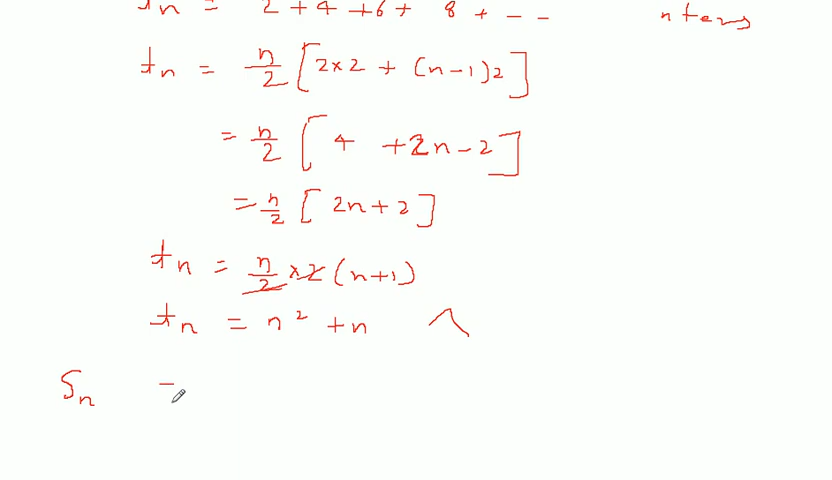 tn = 2 + 4 + 6 + 8 + - - n terms
tn = n/2 [2×2 + (n-1)2]
= n/2 [4 + 2n - 2]
= n/2 [2n + 2]
tn = n/2 × 2 (n+1)
tn = n² + n
Sn